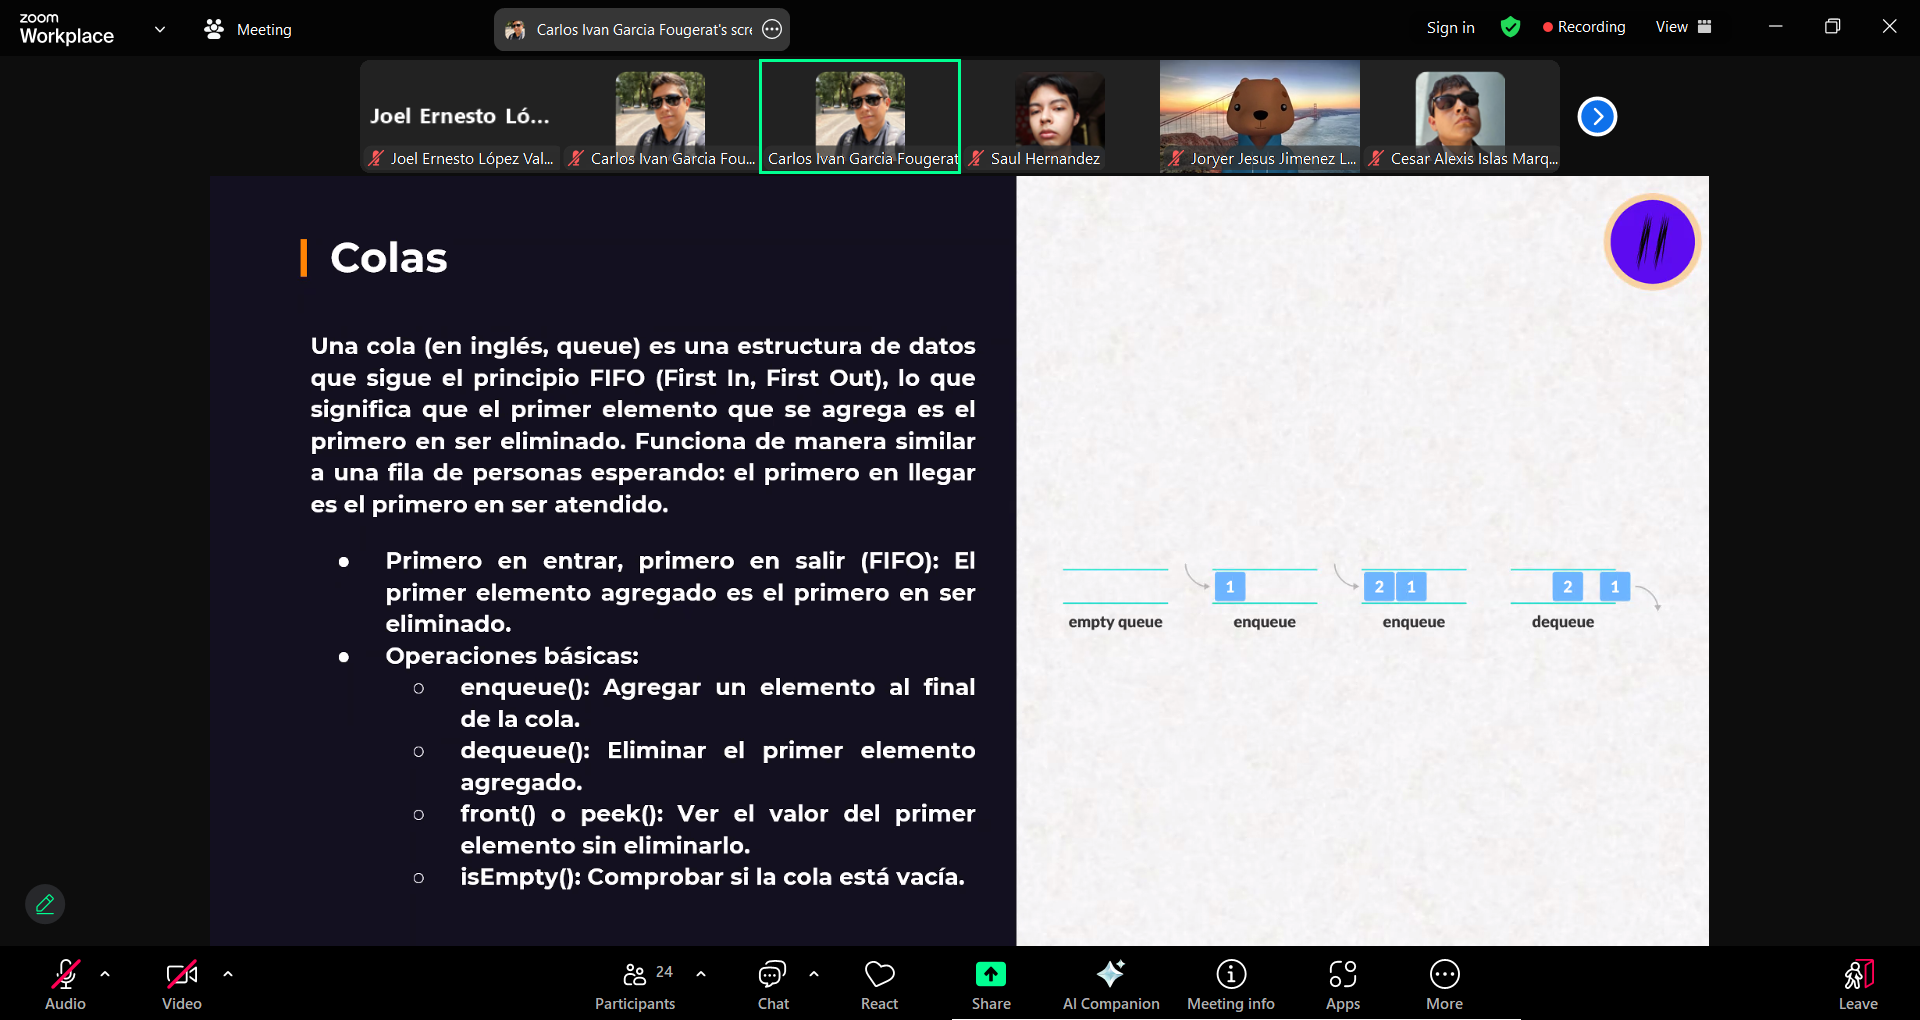 zoom
Workplace
Meeting
Carlos Ivan Garcia Fougerat's scre
Sign in
Recording
View
Joel Ernesto Ló...
Joel Ernesto López Val...
Carlos Ivan Garcia Fou...
Carlos Ivan Garcia Fougerat
Saul Hernandez
Joryer Jesus Jimenez L...
Cesar Alexis Islas Marq...
Colas
Una cola (en inglés, queue) es una estructura de datos
que sigue el principio FIFO (First In, First Out), lo que
significa que el primer elemento que se agrega es el
primero en ser eliminado. Funciona de manera similar
a una fila de personas esperando: el primero en llegar
es el primero en ser atendido.
● Primero en entrar, primero en salir (FIFO): El
primer elemento agregado es el primero en ser
eliminado.
● Operaciones básicas:
○ enqueue(): Agregar un elemento al final
de la cola.
○ dequeue(): Eliminar el primer elemento
agregado.
○ front() o peek(): Ver el valor del primer
elemento sin eliminarlo.
○ isEmpty(): Comprobar si la cola está vacía.
1
2 1
2 1
empty queue
enqueue
enqueue
dequeue
Audio
Video
24
Participants
Chat
React
Share
AI Companion
Meeting info
Apps
More
Leave